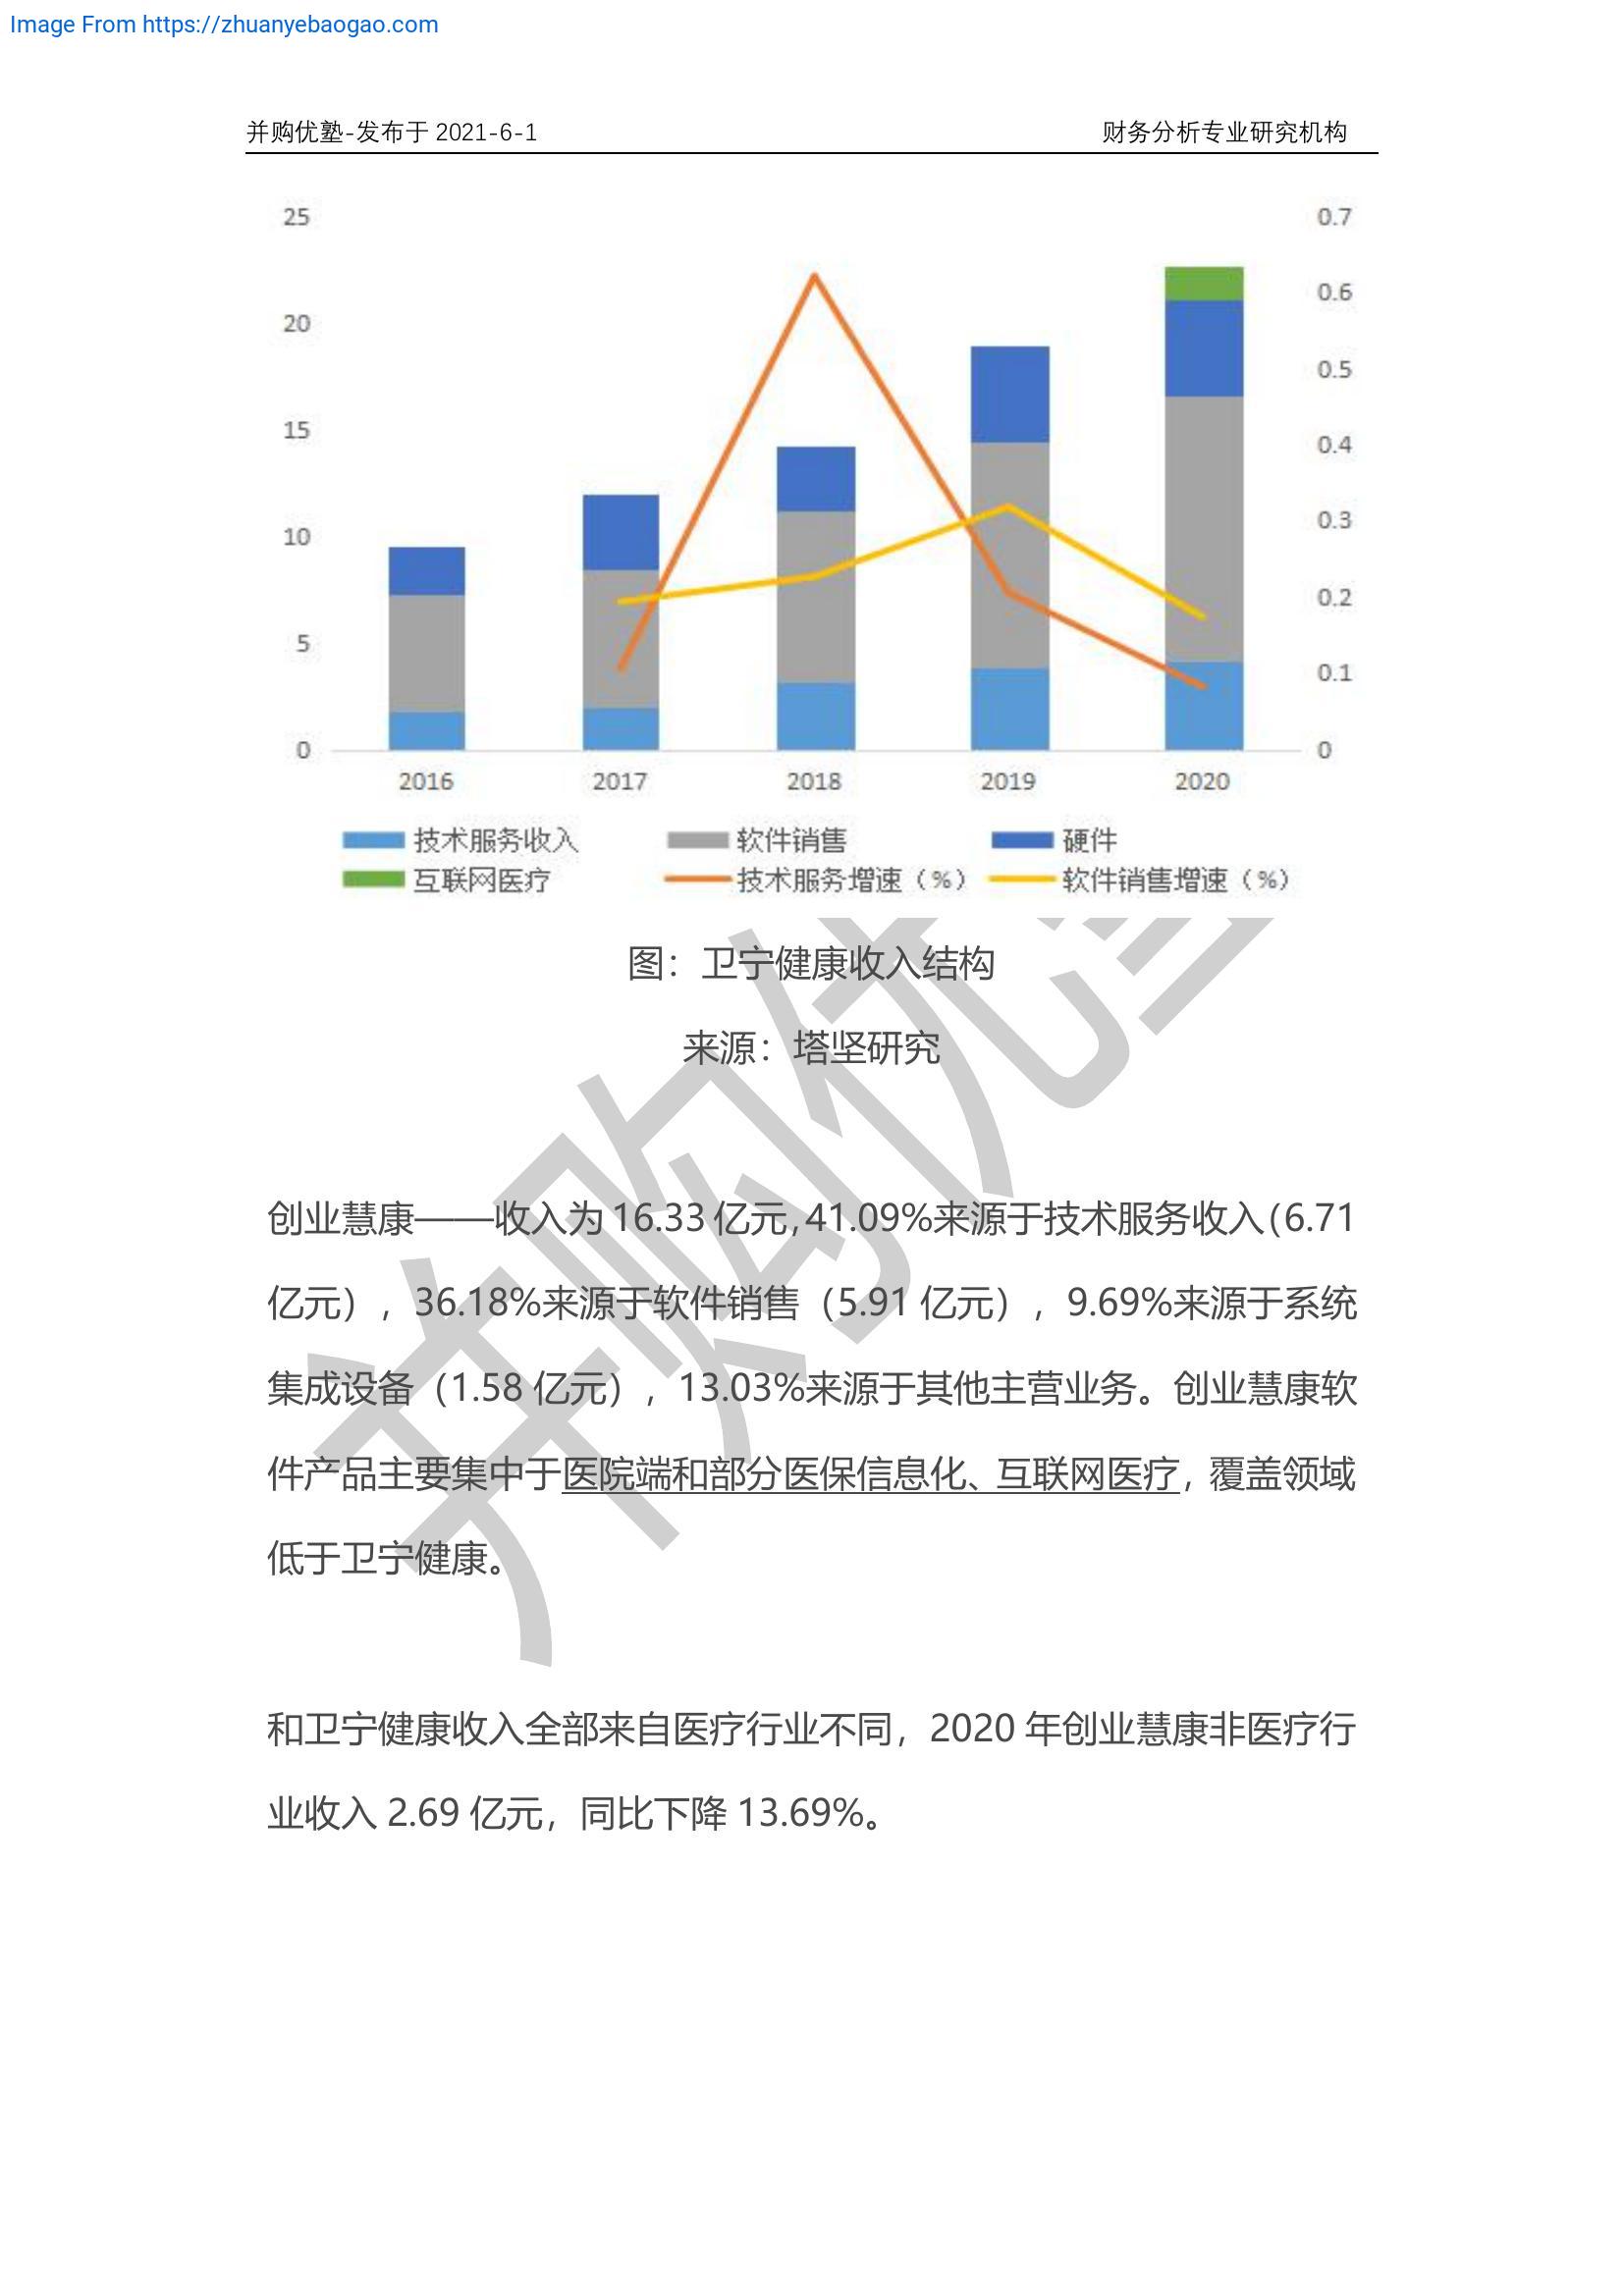 Image From https://zhuanyebaogao.com
并购优塾-发布于 2021-6-1 财务分析专业研究机构
25 0.7
0.6
20
0.5
15 0.4
10 0.3
0.2
5
0.1
0 0
2016 2017 2018 2019 2020
技术服务收入 软件销售 硬件
互联网医疗 技术服务增速（%） 软件销售增速（%）
图：卫宁健康收入结构
来源：塔坚研究
创业慧康——收入为 16.33 亿元，41.09%来源于技术服务收入（6.71
亿元），36.18%来源于软件销售（5.91 亿元），9.69%来源于系统
集成设备（1.58 亿元），13.03%来源于其他主营业务。创业慧康软
件产品主要集中于医院端和部分医保信息化、互联网医疗，覆盖领域
低于卫宁健康。
和卫宁健康收入全部来自医疗行业不同，2020 年创业慧康非医疗行
业收入 2.69 亿元，同比下降 13.69%。
并购优